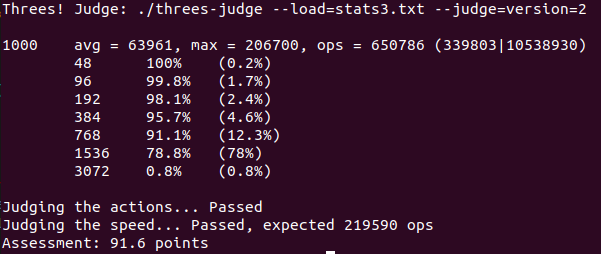 Threes! Judge: ./threes-judge --load=stats3.txt --judge=version=2
1000 avg = 63961, max = 206700, ops = 650786 (339803|10538930)
48 100% (0.2%)
96 99.8% (1.7%)
192 98.1% (2.4%)
384 95.7% (4.6%)
768 91.1% (12.3%)
1536 78.8% (78%)
3072 0.8% (0.8%)
Judging the actions... Passed
Judging the speed... Passed, expected 219590 ops
Assessment: 91.6 points